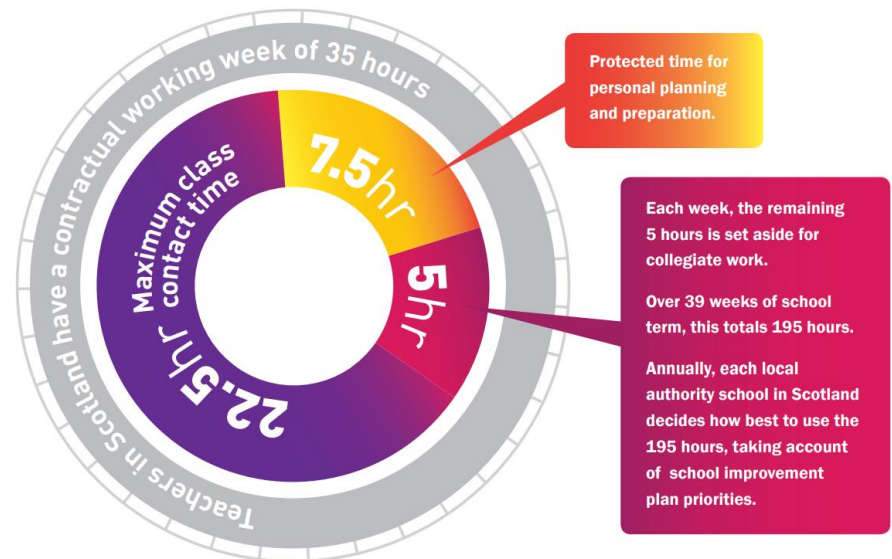 Teachers in Scotland have a contractual working week of 35 hours
Maximum class
contact time
22.5hr
7.5hr
5hr
Protected time for
personal planning
and preparation.
Each week, the remaining
5 hours is set aside for
collegiate work.
Over 39 weeks of school
term, this totals 195 hours.
Annually, each local
authority school in Scotland
decides how best to use the
195 hours, taking account
of school improvement
plan priorities.